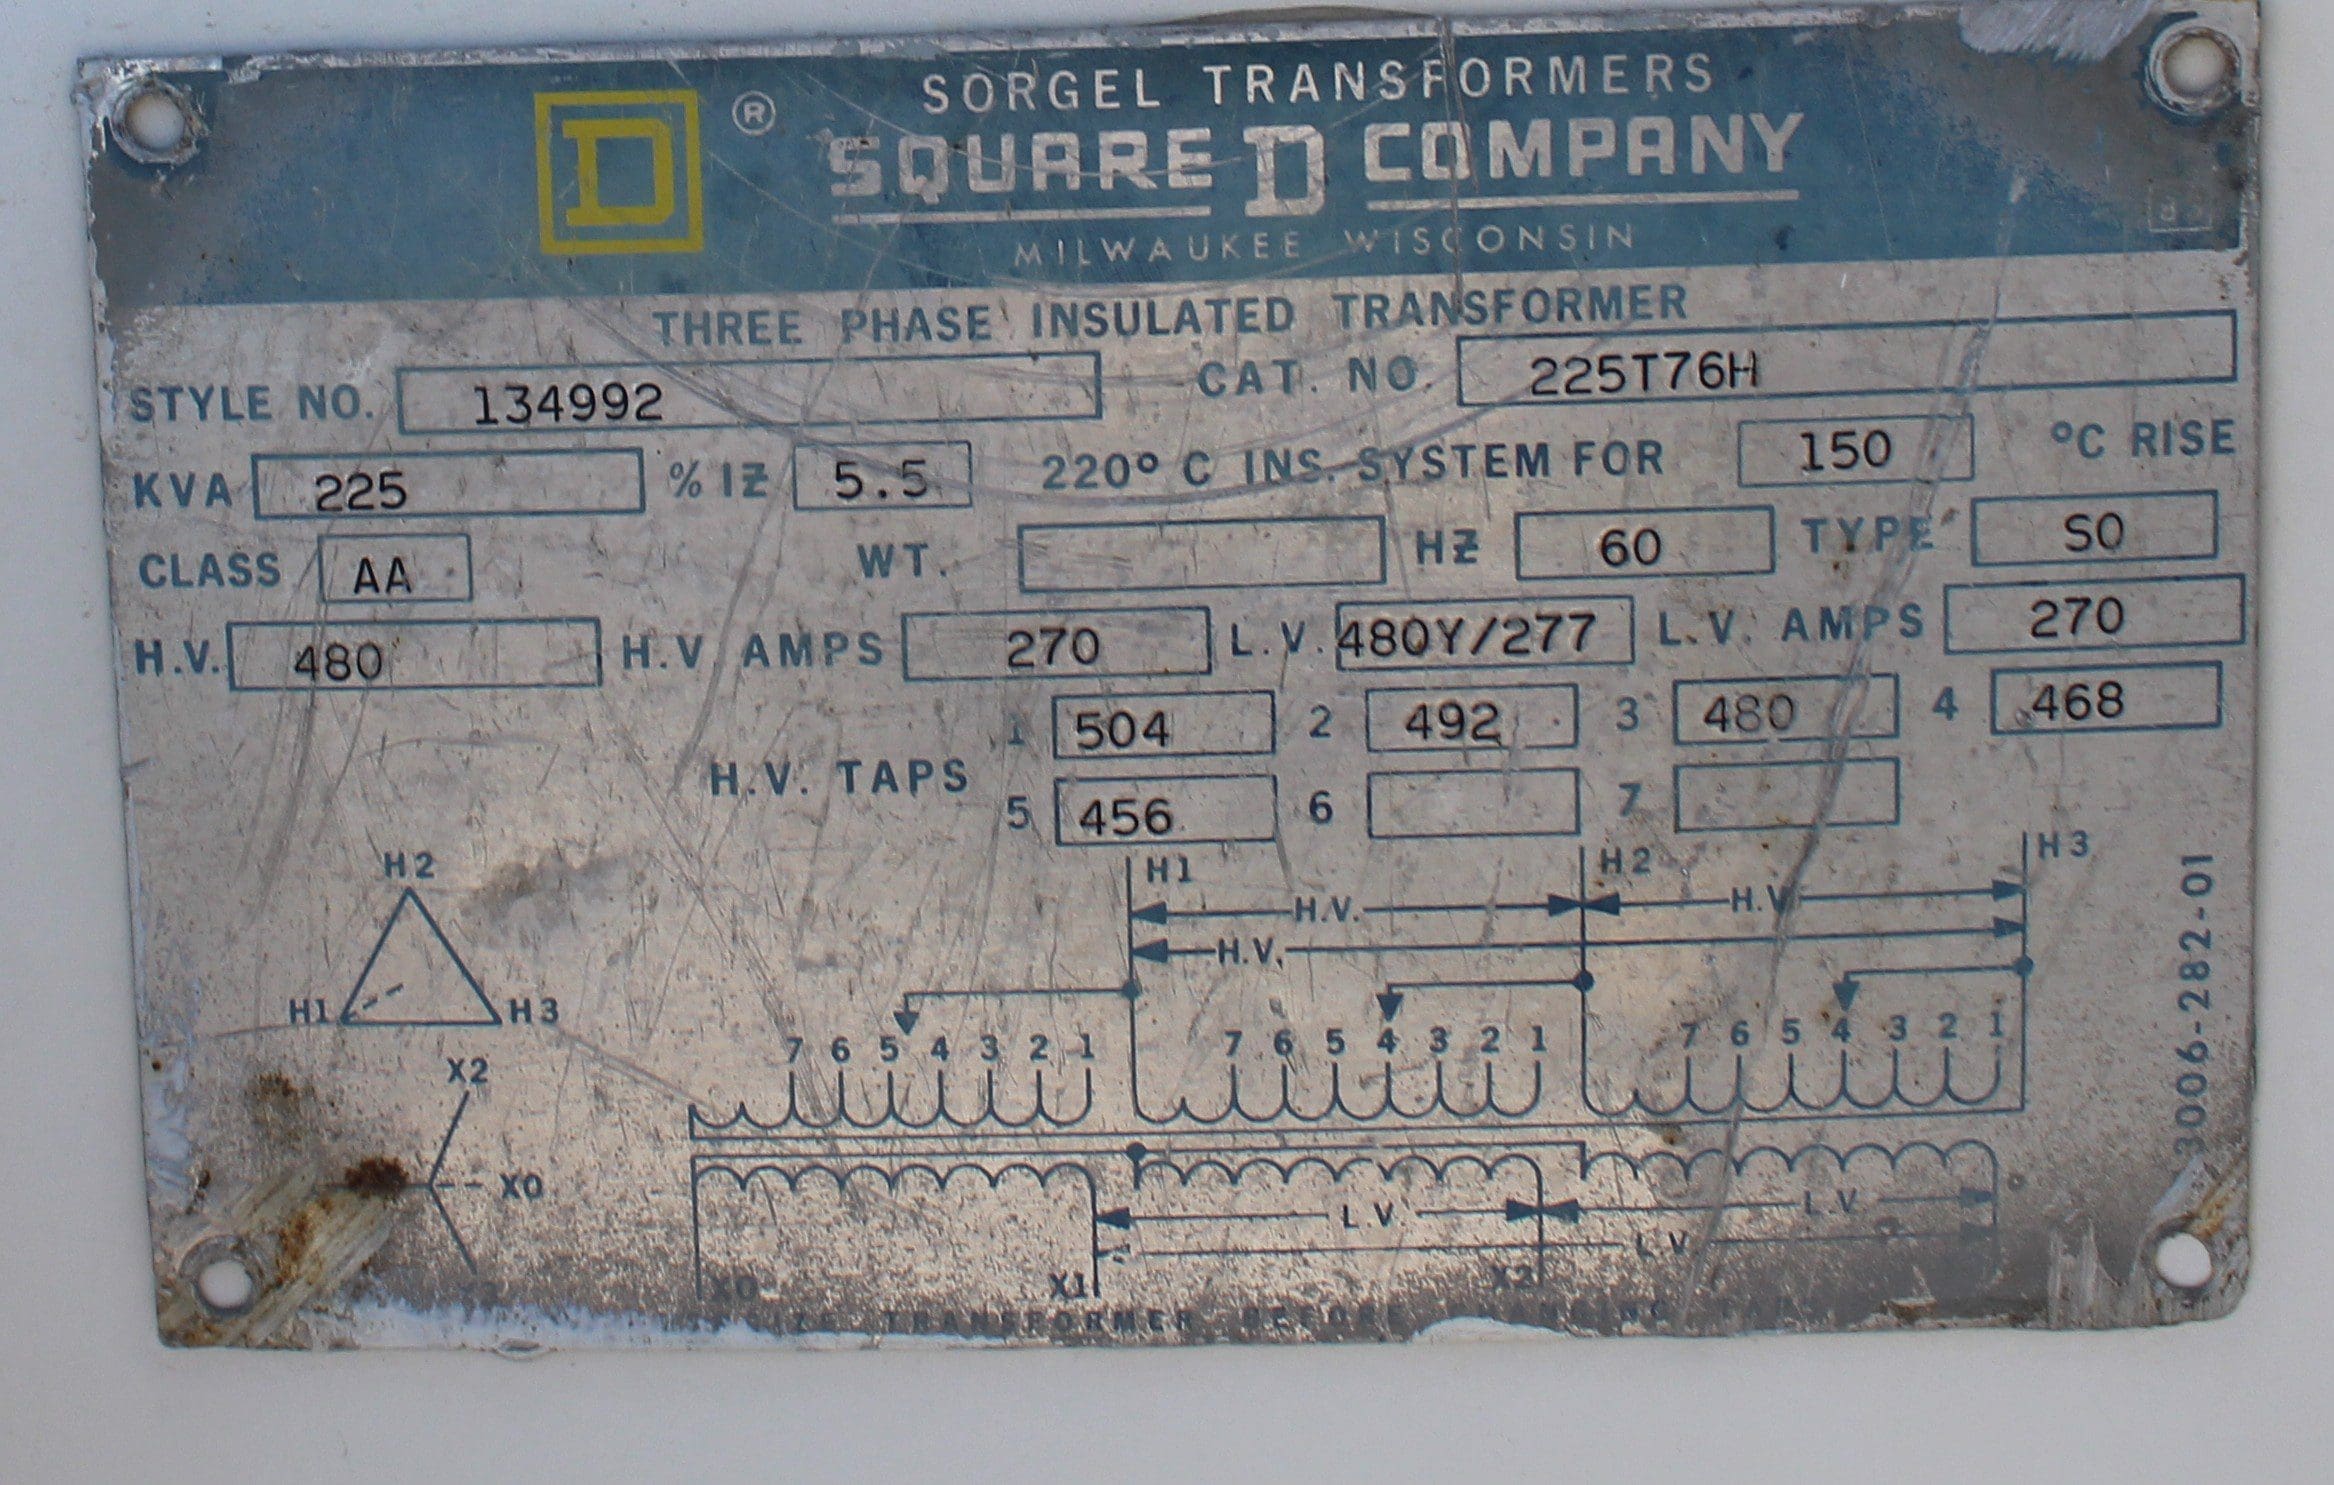 SORGEL TRANSFORMERS
D ® SQUARE D COMPANY
MILWAUKEE WISCONSIN
THREE PHASE INSULATED TRANSFORMER
STYLE NO. 134992 CAT. NO. 225T76H
KVA 225 % IZ 5.5 220° C INS. SYSTEM FOR 150 °C RISE
CLASS AA WT. HZ 60 TYPE SO
H.V. 480 H.V. AMPS 270 L.V. 480Y/277 L.V. AMPS 270
H.V. TAPS
1 504 2 492 3 480 4 468
5 456 6 7
H2
H1 H3
X2
X0
H1 H2 H3
H.V. H.V.
H.V.
7 6 5 4 3 2 1 7 6 5 4 3 2 1 7 6 5 4 3 2 1
L.V. L.V.
L.V.
X0 X1 X2
TRANSFORMER BEFORE CHANGING
3006-282-01